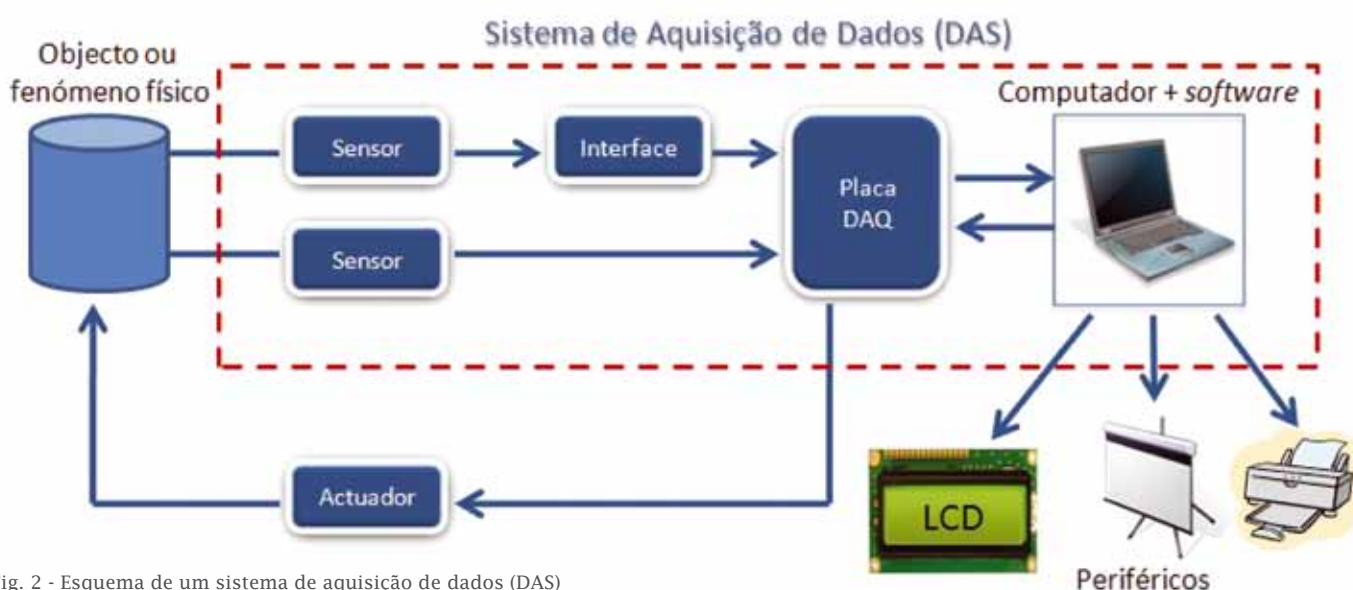 Sistema de Aquisição de Dados (DAS)
Objecto ou
fenómeno físico
Computador + software
Sensor
Interface
Placa
DAQ
Sensor
Actuador
LCD
Periféricos
ig. 2 - Esquema de um sistema de aquisição de dados (DAS)